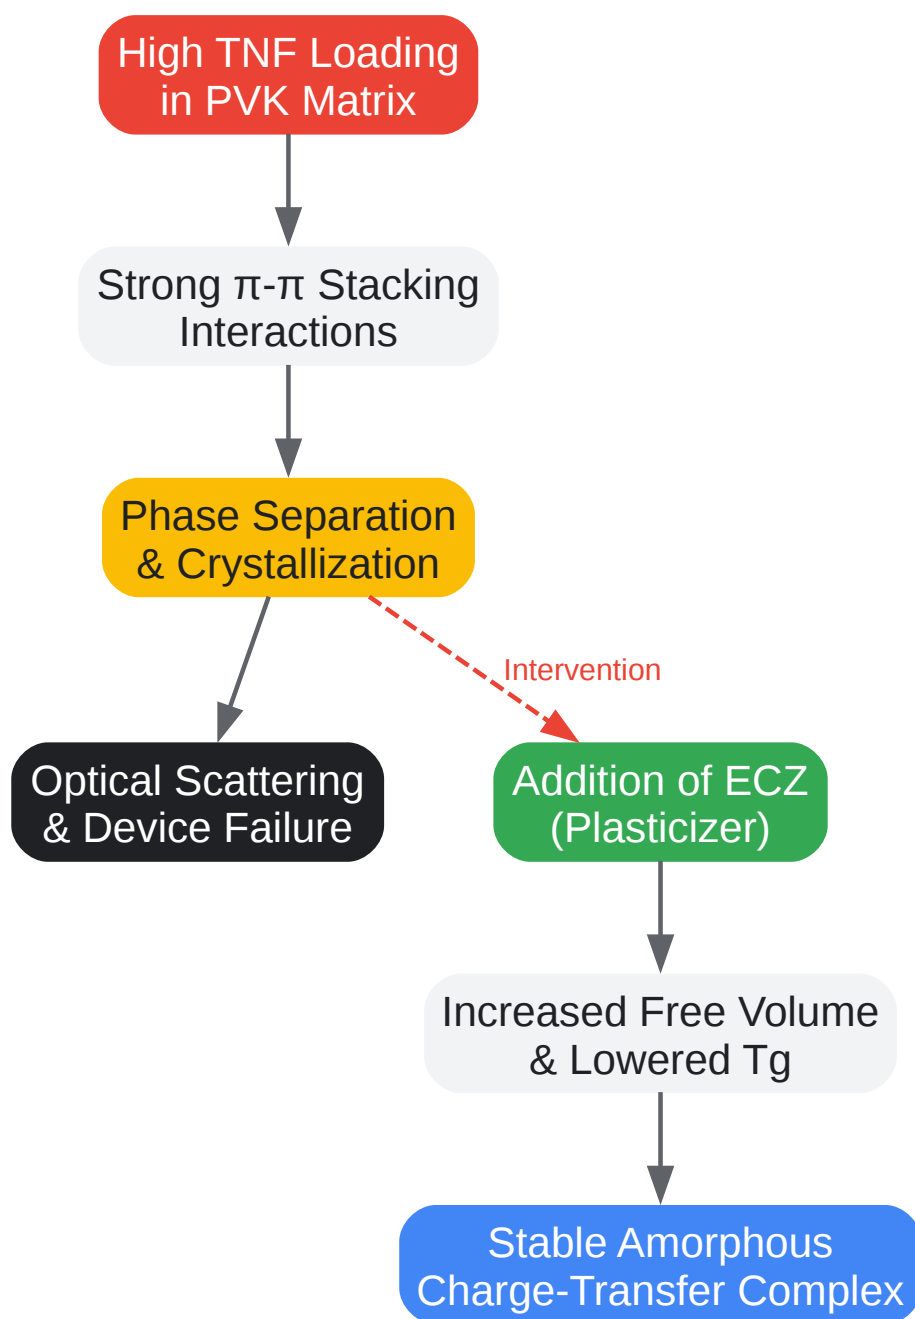 High TNF Loading
in PVK Matrix
Strong π-π Stacking
Interactions
Phase Separation
& Crystallization
Intervention
Optical Scattering
& Device Failure
Addition of ECZ
(Plasticizer)
Increased Free Volume
& Lowered Tg
Stable Amorphous
Charge-Transfer Complex